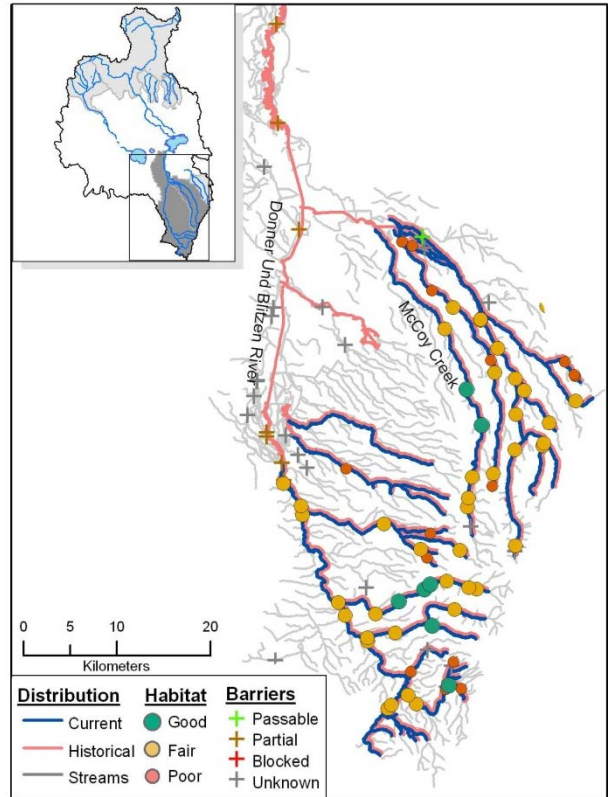 Donner Und Blitzen River
McCoy Creek
0 5 10 20
Kilometers
Distribution Habitat Barriers
Current Good Passable
Historical Fair Partial
Streams Poor Blocked
Unknown